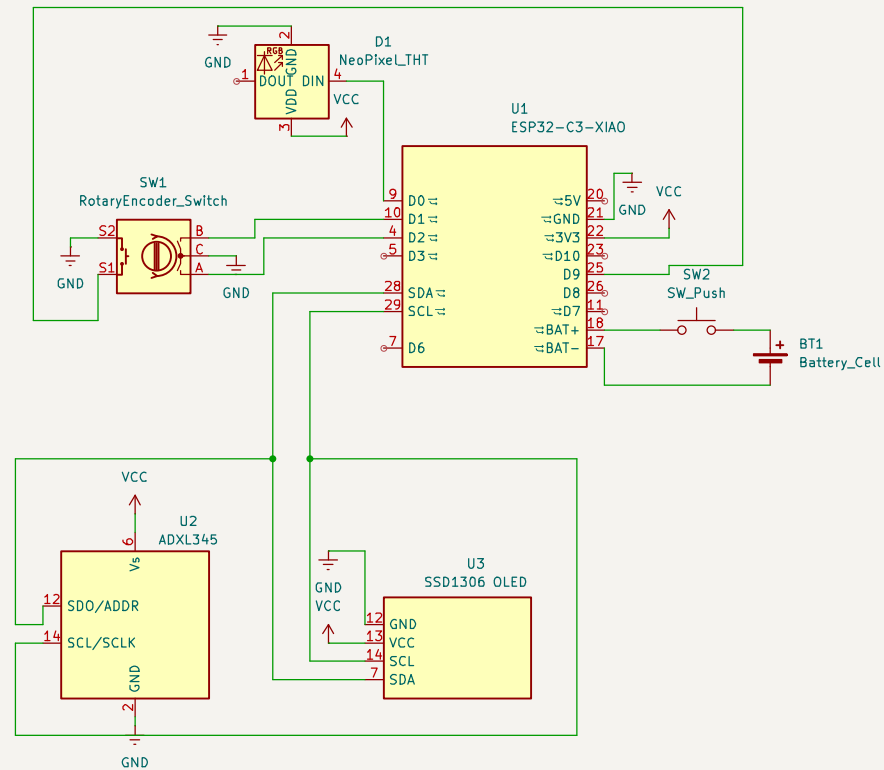 D1
NeoPixel_THT
GND
2
RGB
GND
1
DOUT
DIN
4
VDD
3
VCC
U1
ESP32-C3-XIAO
9
D0
10
D1
4
D2
5
D3
28
SDA
29
SCL
7
D6
5V
20
GND
21
3V3
22
D10
23
D9
25
D8
26
D7
11
BAT+
18
BAT-
17
GND
VCC
SW1
RotaryEncoder_Switch
S2
S1
B
C
A
GND
GND
SW2
SW_Push
+
BT1
Battery_Cell
VCC
6
U2
ADXL345
Vs
12
SDO/ADDR
14
SCL/SCLK
GND
2
GND
GND
VCC
U3
SSD1306 OLED
12
GND
13
VCC
14
SCL
7
SDA